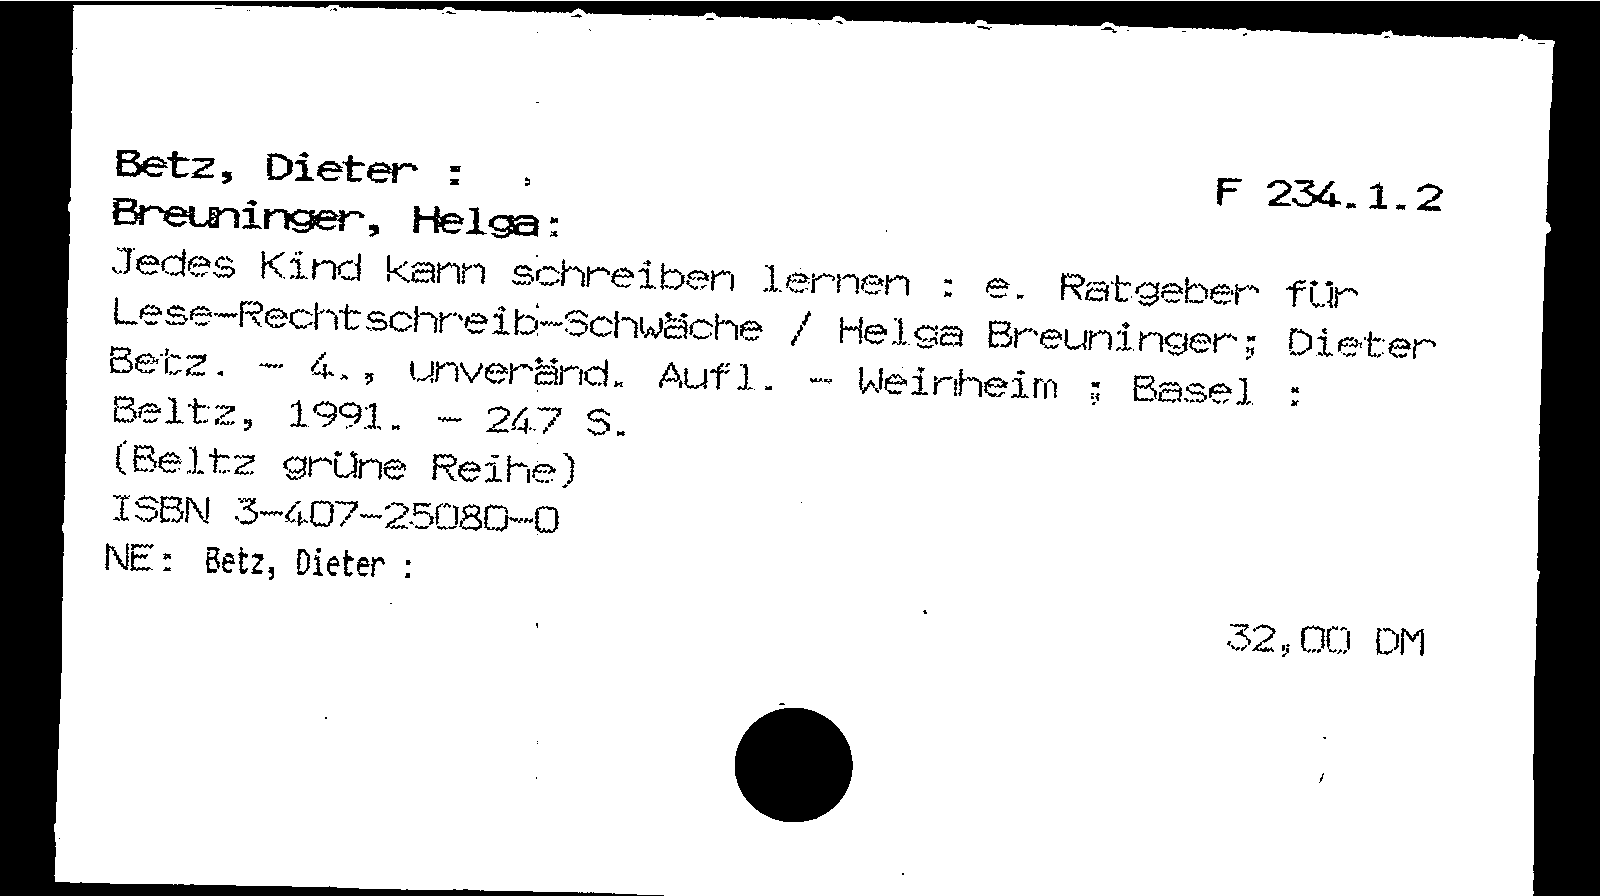 Betz, Dieter :
F 234.1.2
Breuninger, Helga:
Jedes Kind kann schreiben lernen : e. Ratgeber für
Lese-Rechtschreib-Schwäche / Helga Breuninger; Dieter
Betz. - 4., unveränd. Aufl. - Weinheim ; Basel :
Beltz, 1991. - 247 S.
(Beltz grüne Reihe)
ISBN 3-407-25080-0
NE: Betz, Dieter :
32,00 DM